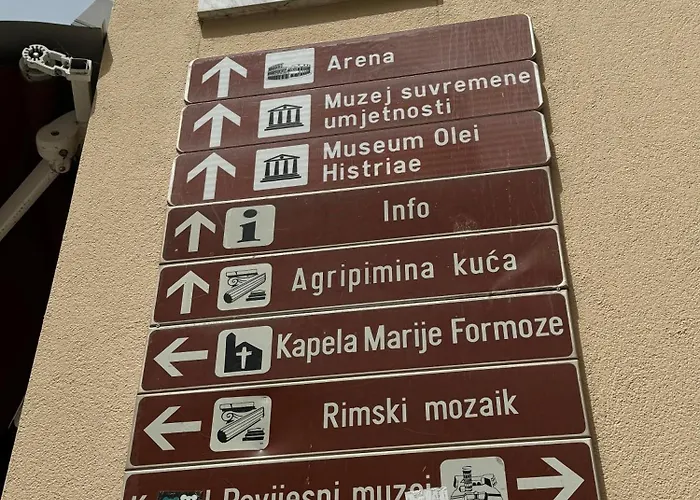 Arena
Muzej suvremene
umjetnosti
Museum Olei
Histriae
i Info
Agripimina kuća
Kapela Marije Formoze
Rimski mozaik
Povijesni muzej